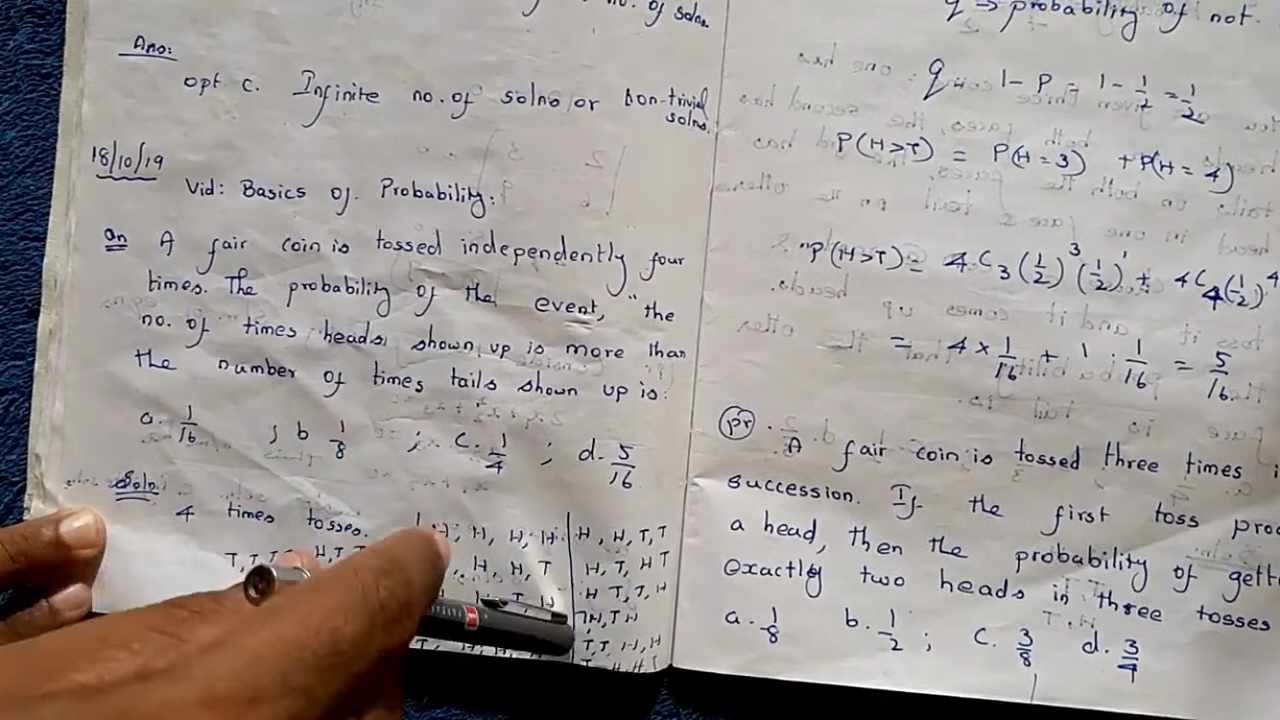 no. of solns
Ans:
opt c. Infinite no. of solns or non-trivial
solns.
18/10/19
Vid: Basics of Probability:
Qn A fair coin is tossed independently four
times. The probability of the event, "the
no. of times heads shown up is more than
the number of times tails shown up is:
a. 1/16 ; b 1/8 ; c. 1/4 ; d. 5/16
Soln
4 times tosses.
H, H, H, H, H, T, T
H, H, T H, T, H T
H T, T, H
T, H, T H
T, T, H, H
q ⇒ probability of not.
q = 1 - P = 1 - 1/2 = 1/2
P(H>T) = P(H = 3) + P(H = 4)
P(H>T) = 4C3 (1/2)^3 (1/2)^1 + 4C4 (1/2)^4
= 4 × 1/16 + 1 . 1/16 = 5/16
pr . A fair coin is tossed three times
succession. If the first toss
a head, then the probability of
exactly two heads in three tosses
a. 1/8 b. 1/2 ; c. 3/8 d. 3/4